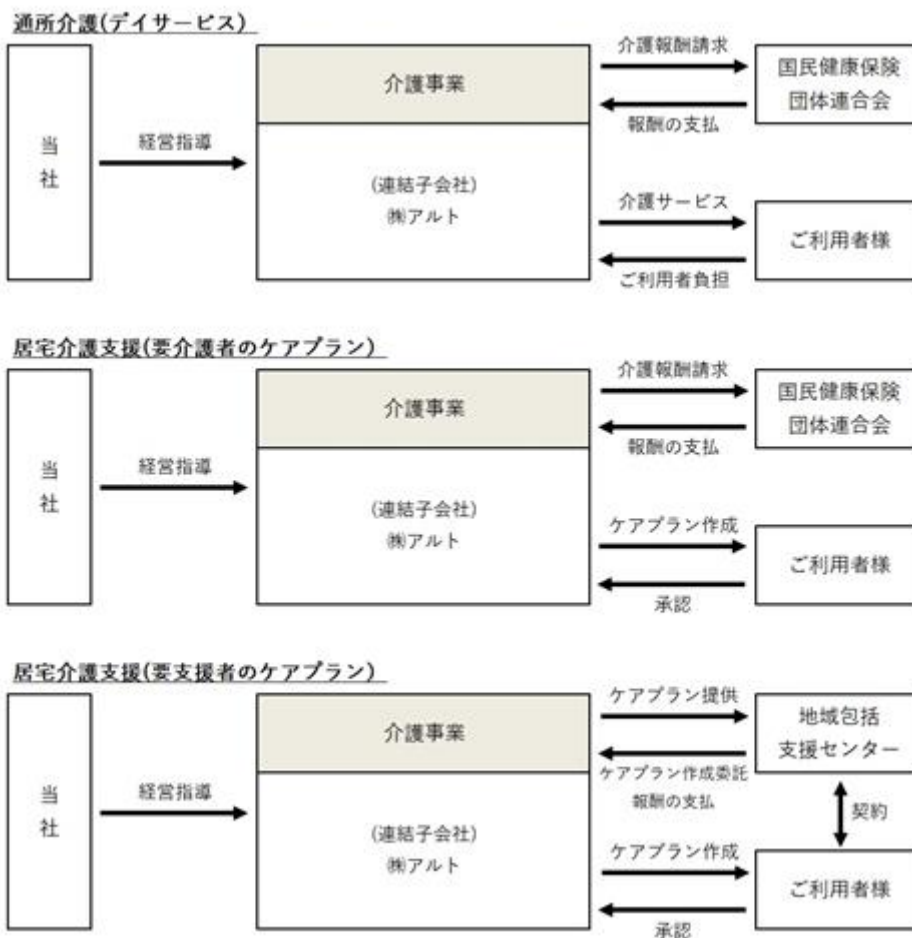 通所介護(デイサービス)
当
社
経営指導
介護事業
(連結子会社)
㈱アルト
介護報酬請求
報酬の支払
国民健康保険
団体連合会
介護サービス
ご利用者負担
ご利用者様
居宅介護支援(要介護者のケアプラン)
当
社
経営指導
介護事業
(連結子会社)
㈱アルト
介護報酬請求
報酬の支払
国民健康保険
団体連合会
ケアプラン作成
承認
ご利用者様
居宅介護支援(要支援者のケアプラン)
当
社
経営指導
介護事業
(連結子会社)
㈱アルト
ケアプラン提供
ケアプラン作成委託
報酬の支払
地域包括
支援センター
契約
ケアプラン作成
承認
ご利用者様